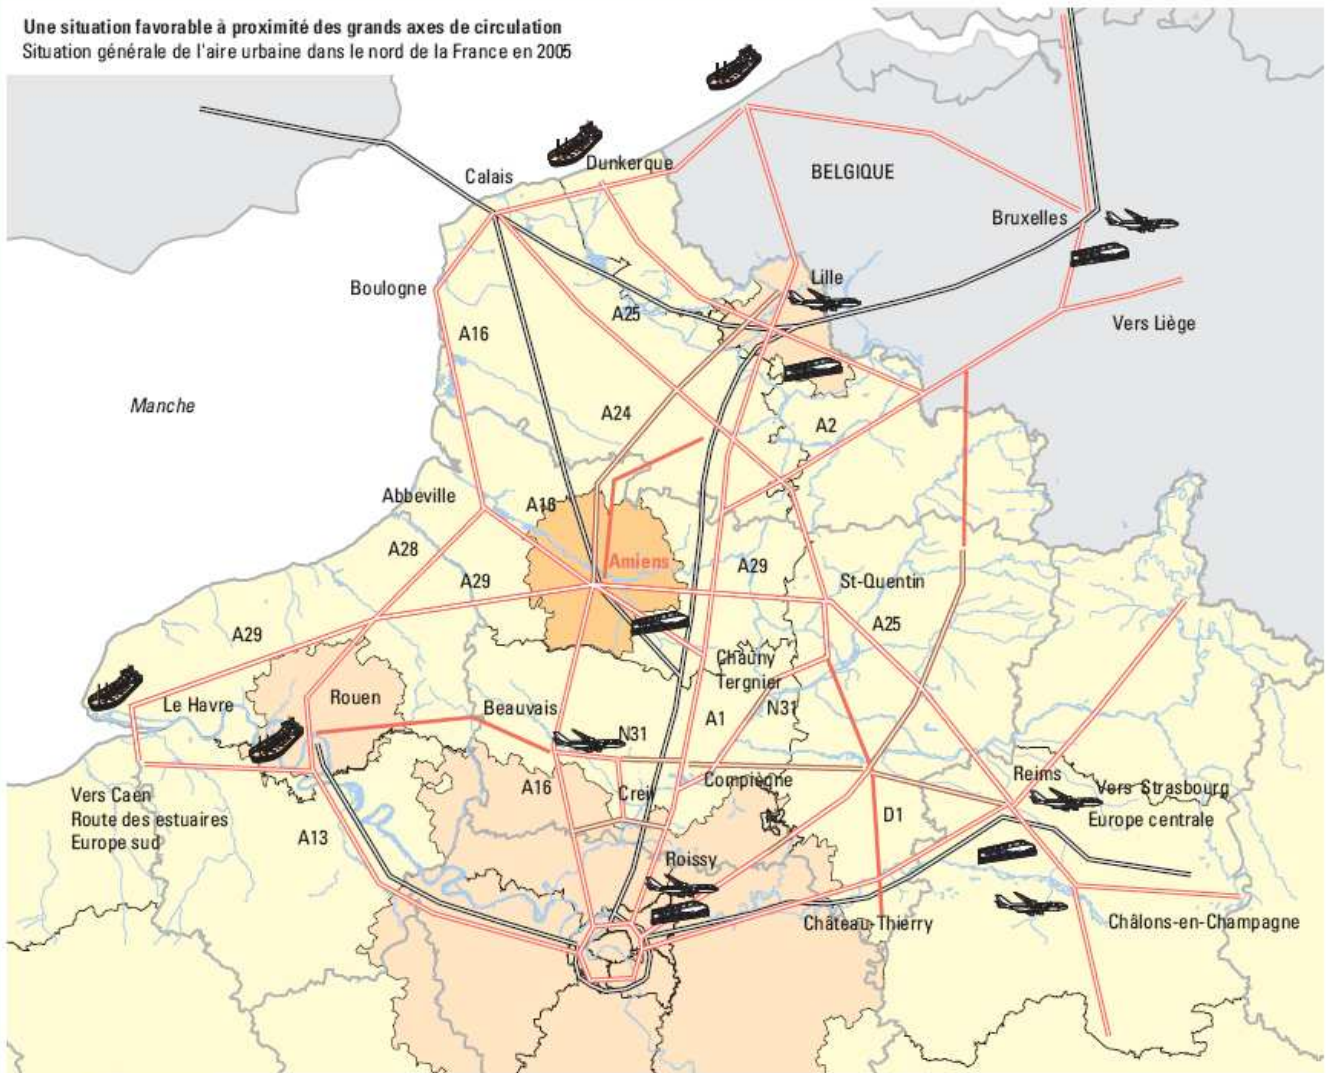 Une situation favorable à proximité des grands axes de circulation
Situation générale de l'aire urbaine dans le nord de la France en 2005
Dunkerque
Calais
BELGIQUE
Bruxelles
Lille
Boulogne
A25
A16
Vers Liège
Manche
A24
A2
Abbeville
A16
A28
Amiens
A29
A29
St-Quentin
A25
A29
Chauny
Tergnier
Rouen
Le Havre
Beauvais
N31
A1
N31
Compiègne
Reims
Vers Strasbourg
Europe centrale
A16
Creil
Vers Caen
Route des estuaires
Europe sud
N2
D1
A13
Roissy
Château-Thierry
Châlons-en-Champagne